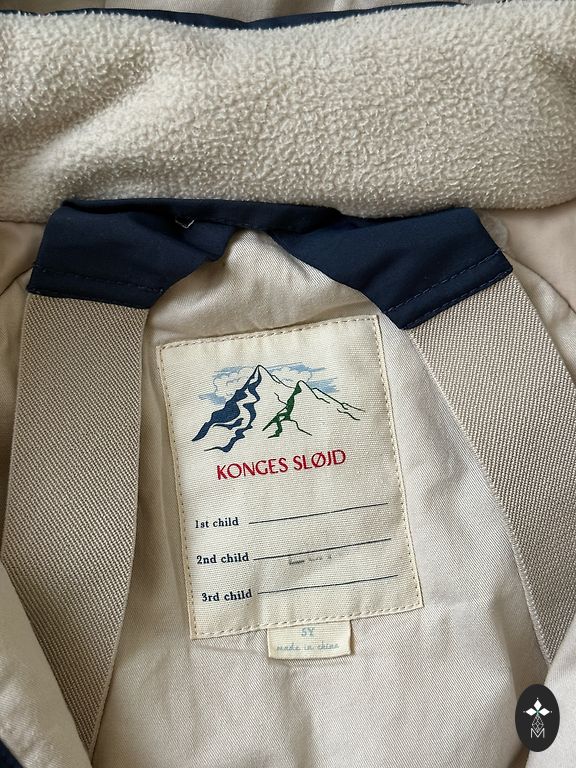 KONGES SLØJD
1st child
2nd child
3rd child
5Y
made in china